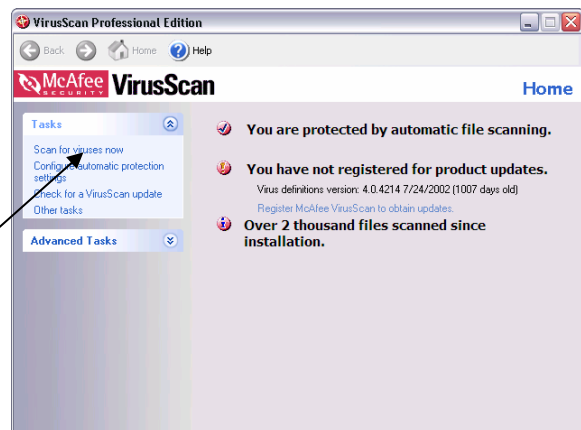 VirusScan Professional Edition
Back Home Help
McAfee VirusScan
SECURITY
Home
Tasks
Scan for viruses now
Configure automatic protection
settings
Check for a VirusScan update
Other tasks
Advanced Tasks
You are protected by automatic file scanning.
You have not registered for product updates.
Virus definitions version: 4.0.4214 7/24/2002 (1007 days old)
Register McAfee VirusScan to obtain updates.
Over 2 thousand files scanned since
installation.